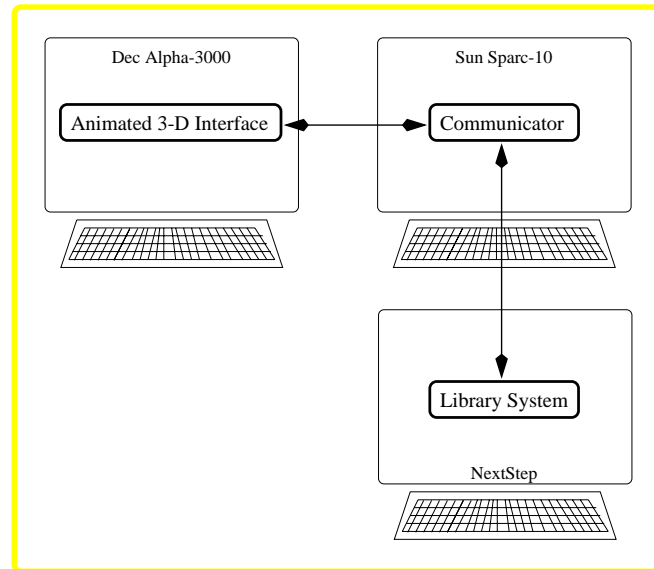 Dec Alpha-3000
Animated 3-D Interface
Sun Sparc-10
Communicator
Library System
NextStep